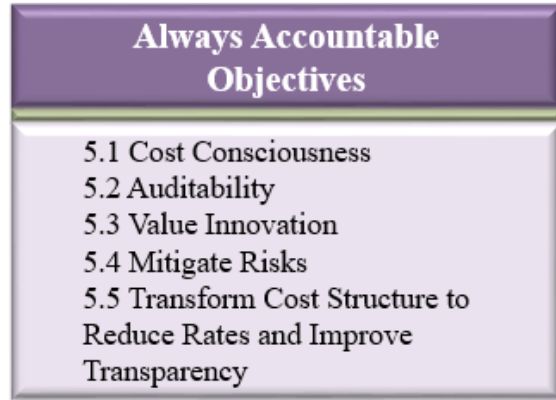 Always Accountable
Objectives
5.1 Cost Consciousness
5.2 Auditability
5.3 Value Innovation
5.4 Mitigate Risks
5.5 Transform Cost Structure to
Reduce Rates and Improve
Transparency